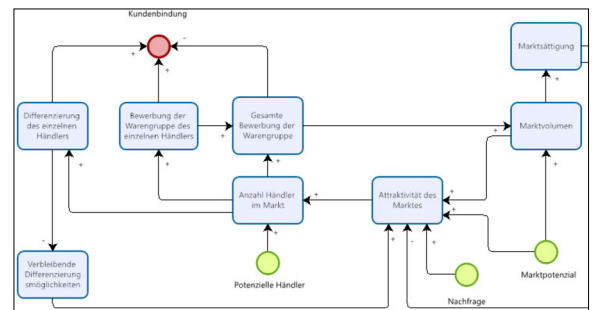 Kundenbindung
-
+
+
Marktsättigung
+
Differenzierung
des einzelnen
Händlers
Bewerbung der
Warengruppe des
einzelnen Händlers
+
Gesamte
Bewerbung der
Warengruppe
+
Marktvolumen
+
+
+
+
Anzahl Händler
im Markt
+
Attraktivität des
Marktes
+
+
-
+
+
-
+
Verbleibende
Differenzierung
smöglichkeiten
Potenzielle Händler
Marktpotenzial
Nachfrage